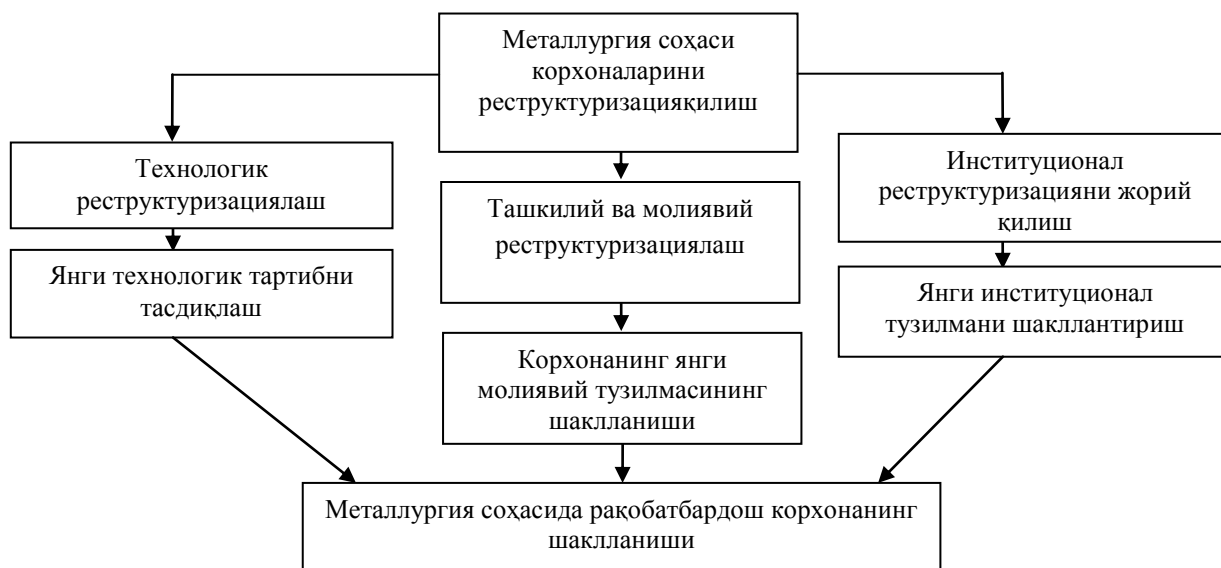 Металлургия соҳаси
корхоналарини
реструктуризацияқилиш
Технологик
реструктуризациялаш
Ташкилий ва молиявий
реструктуризациялаш
Институционал
реструктуризацияни жорий
қилиш
Янги технологик тартибни
тасдиқлаш
Янги институционал
тузилмани шакллантириш
Корхонанинг янги
молиявий тузилмасининг
шаклланиши
Металлургия соҳасида рақобатбардош корхонанинг
шаклланиши